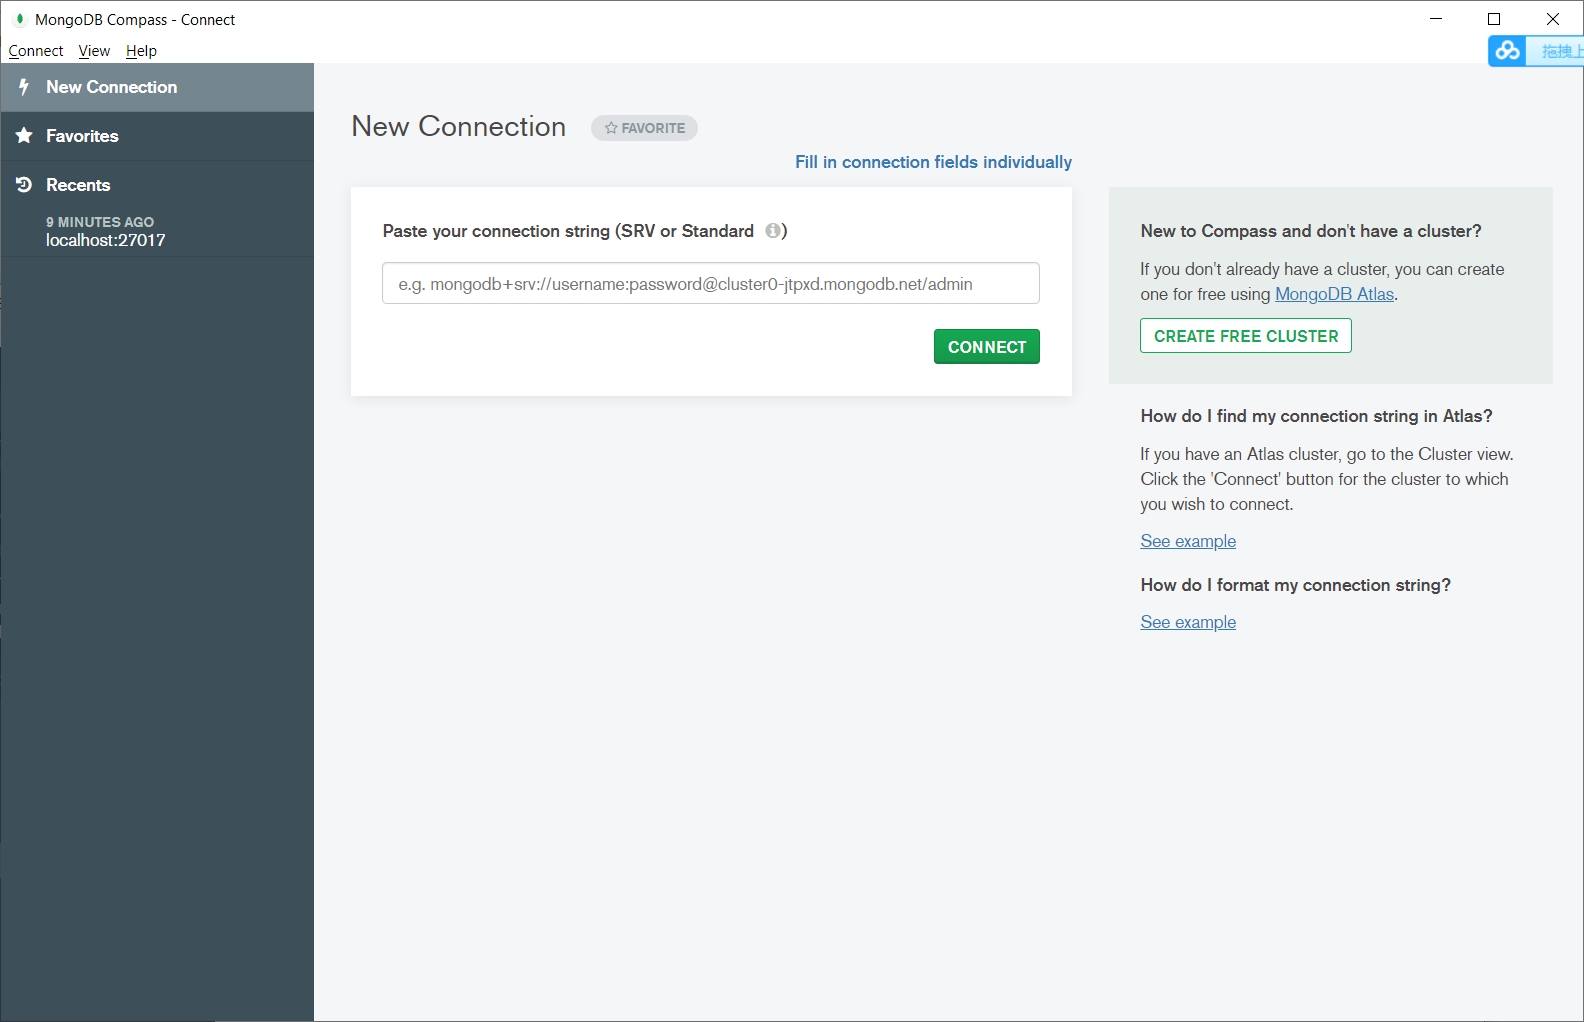 MongoDB Compass - Connect
Connect View Help
拖拽上
New Connection
Favorites
Recents
9 MINUTES AGO
localhost:27017
New Connection
FAVORITE
Fill in connection fields individually
Paste your connection string (SRV or Standard )
e.g. mongodb+srv://username:password@cluster0-jtpxd.mongodb.net/admin
CONNECT
New to Compass and don't have a cluster?
If you don't already have a cluster, you can create
one for free using MongoDB Atlas.
CREATE FREE CLUSTER
How do I find my connection string in Atlas?
If you have an Atlas cluster, go to the Cluster view.
Click the 'Connect' button for the cluster to which
you wish to connect.
See example
How do I format my connection string?
See example